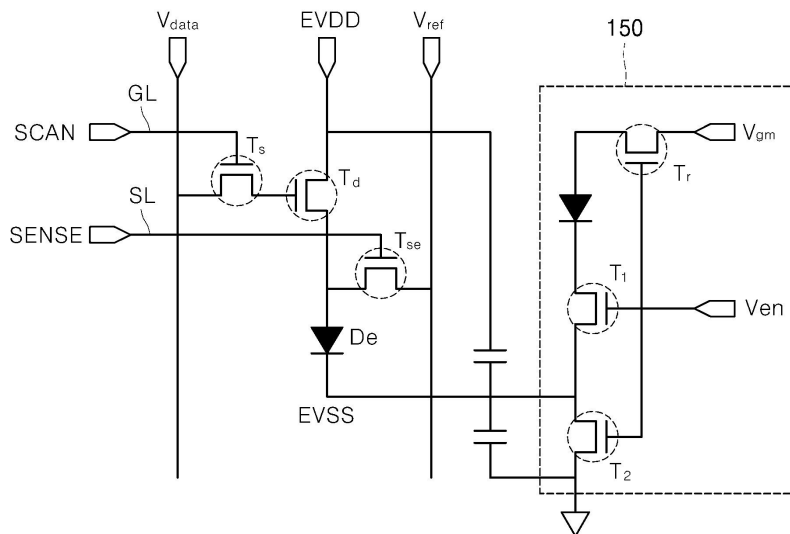 Vdata EVDD Vref 150
GL
SCAN Ts Td Vgm
Tr
SL
SENSE Tse
T1 Ven
De
EVSS
T2